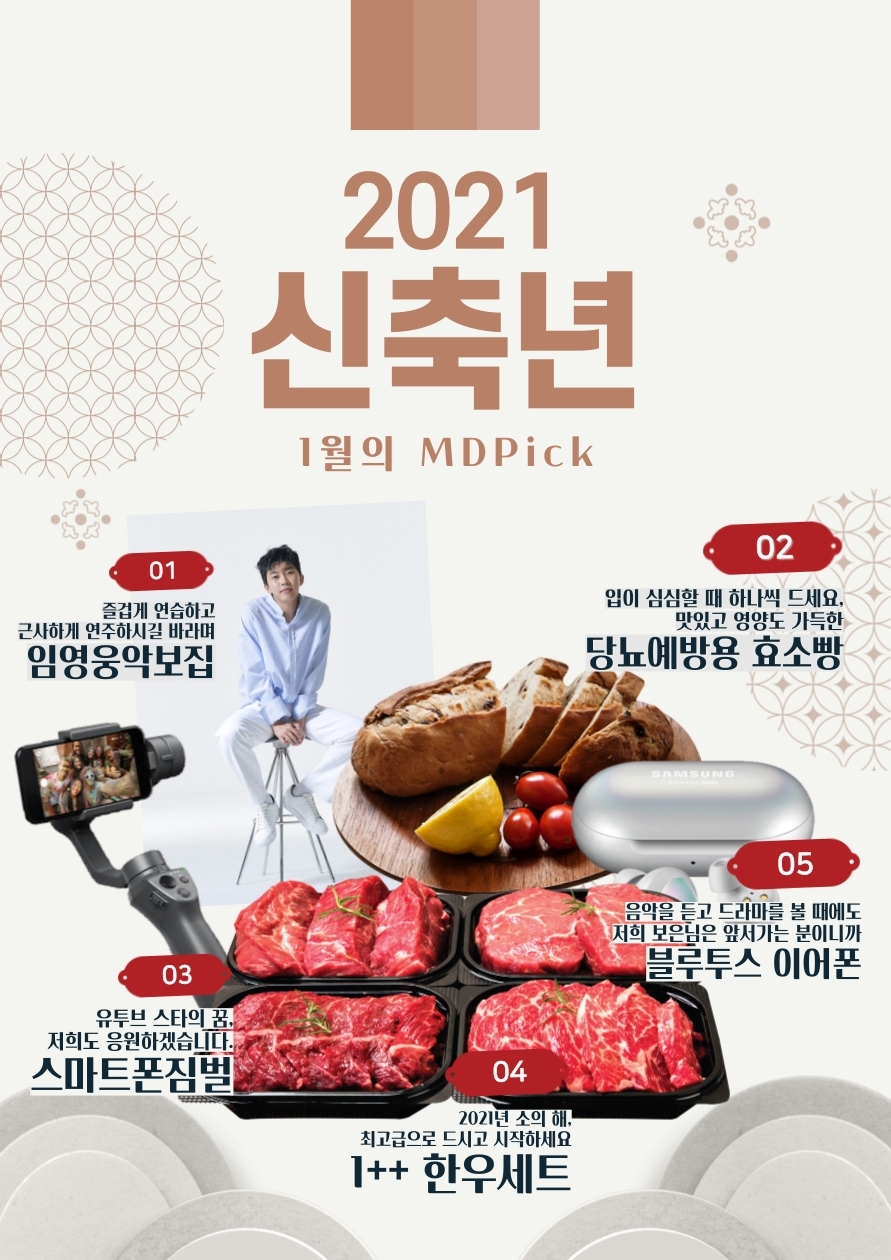 2021
신축년
1월의 MDPick
01
즐겁게 연습하고
근사하게 연주하시길 바라며
임영웅악보집
02
입이 심심할 때 하나씩 드세요,
맛있고 영양도 가득한
당뇨예방용 효소빵
SAMSUNG
05
음악을 듣고 드라마를 볼 때에도
저희 보은님은 앞서가는 분이니까
블루투스 이어폰
03
유투브 스타의 꿈,
저희도 응원하겠습니다.
스마트폰짐벌
04
2021년 소의 해,
최고급으로 드시고 시작하세요
1++ 한우세트